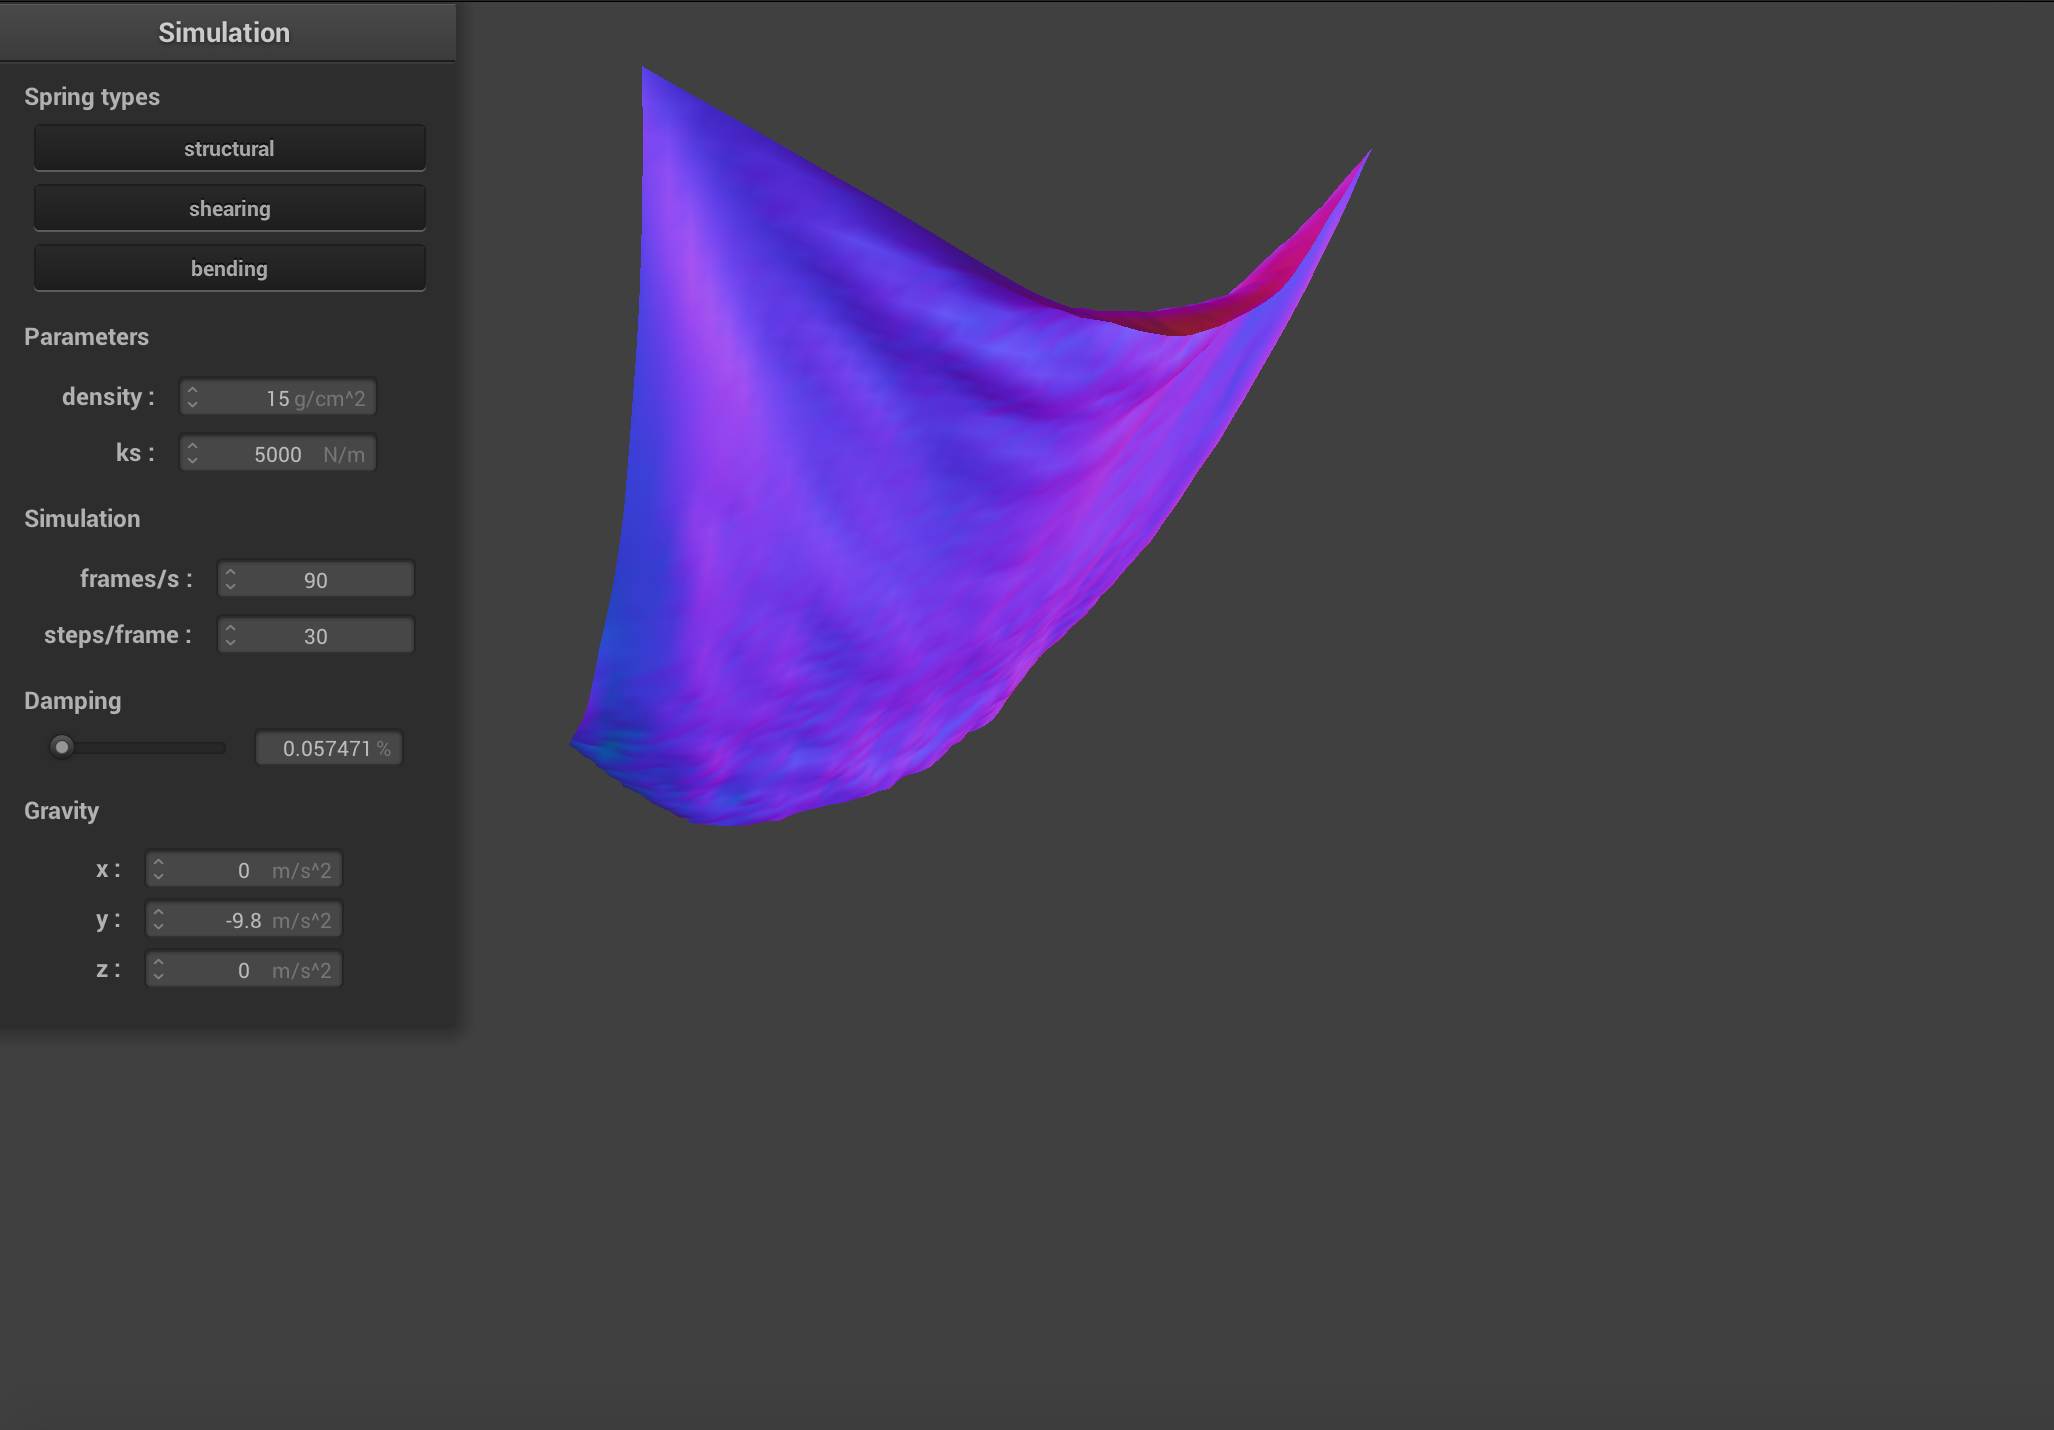 Simulation
Spring types
structural
shearing
bending
Parameters
density : 15 g/cm^2
ks : 5000 N/m
Simulation
frames/s : 90
steps/frame : 30
Damping
0.057471 %
Gravity
x : 0 m/s^2
y : -9.8 m/s^2
z : 0 m/s^2